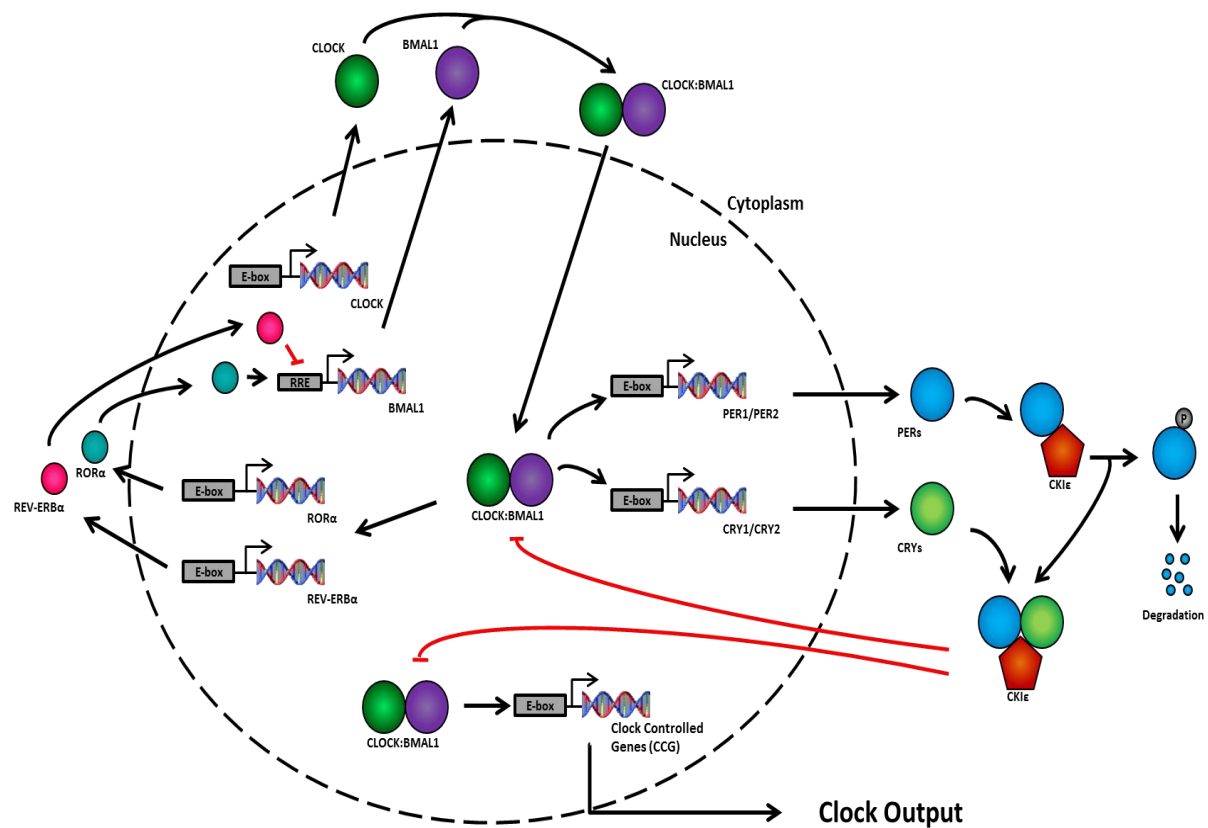 CLOCK
BMAL1
CLOCK:BMAL1
Cytoplasm
Nucleus
E-box
CLOCK
RRE
BMAL1
E-box
PER1/PER2
PERs
CKIε
P
RORα
REV-ERBα
E-box
RORα
CLOCK:BMAL1
E-box
CRY1/CRY2
CRYs
E-box
REV-ERBα
Degradation
CKIε
E-box
CLOCK:BMAL1
Clock Controlled
Genes (CCG)
Clock Output